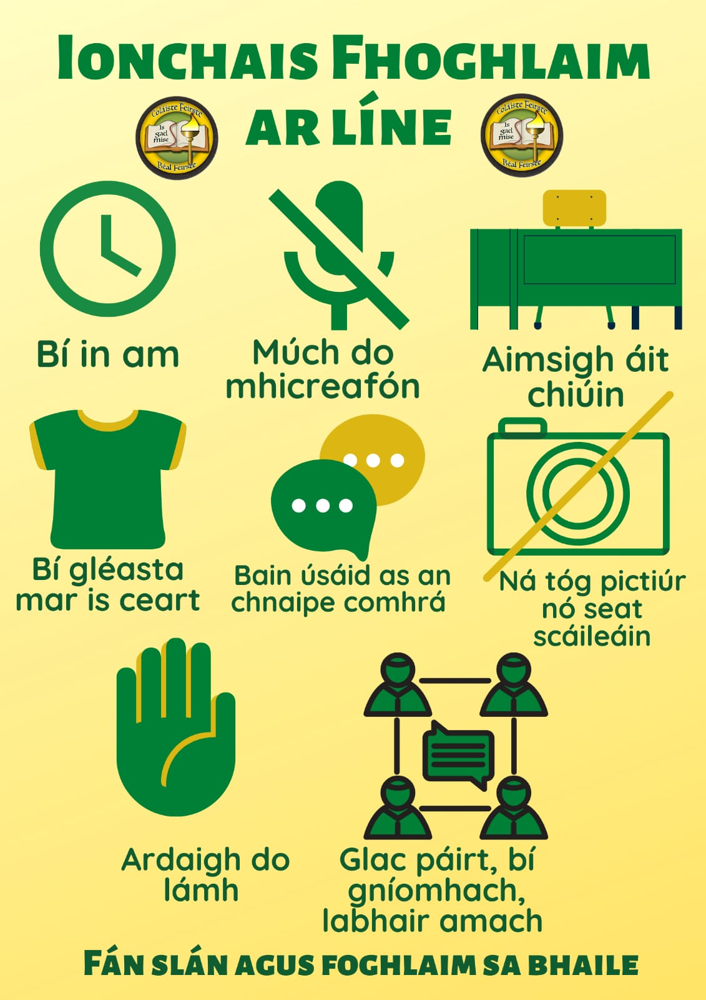 Ionchais Fhoghlaim
ar líne
Coláiste Feirste
Is
gael
mise
Béal Feirste
Coláiste Feirste
Is
gael
mise
Béal Feirste
Bí in am
Múch do
mhicreafón
Aimsigh áit
chiúin
Bí gléasta
mar is ceart
Bain úsáid as an
chnaipe comhrá
Ná tóg pictiúr
nó seat
scáileáin
Ardaigh do
lámh
Glac páirt, bí
gníomhach,
labhair amach
Fán slán agus foghlaim sa bhaile